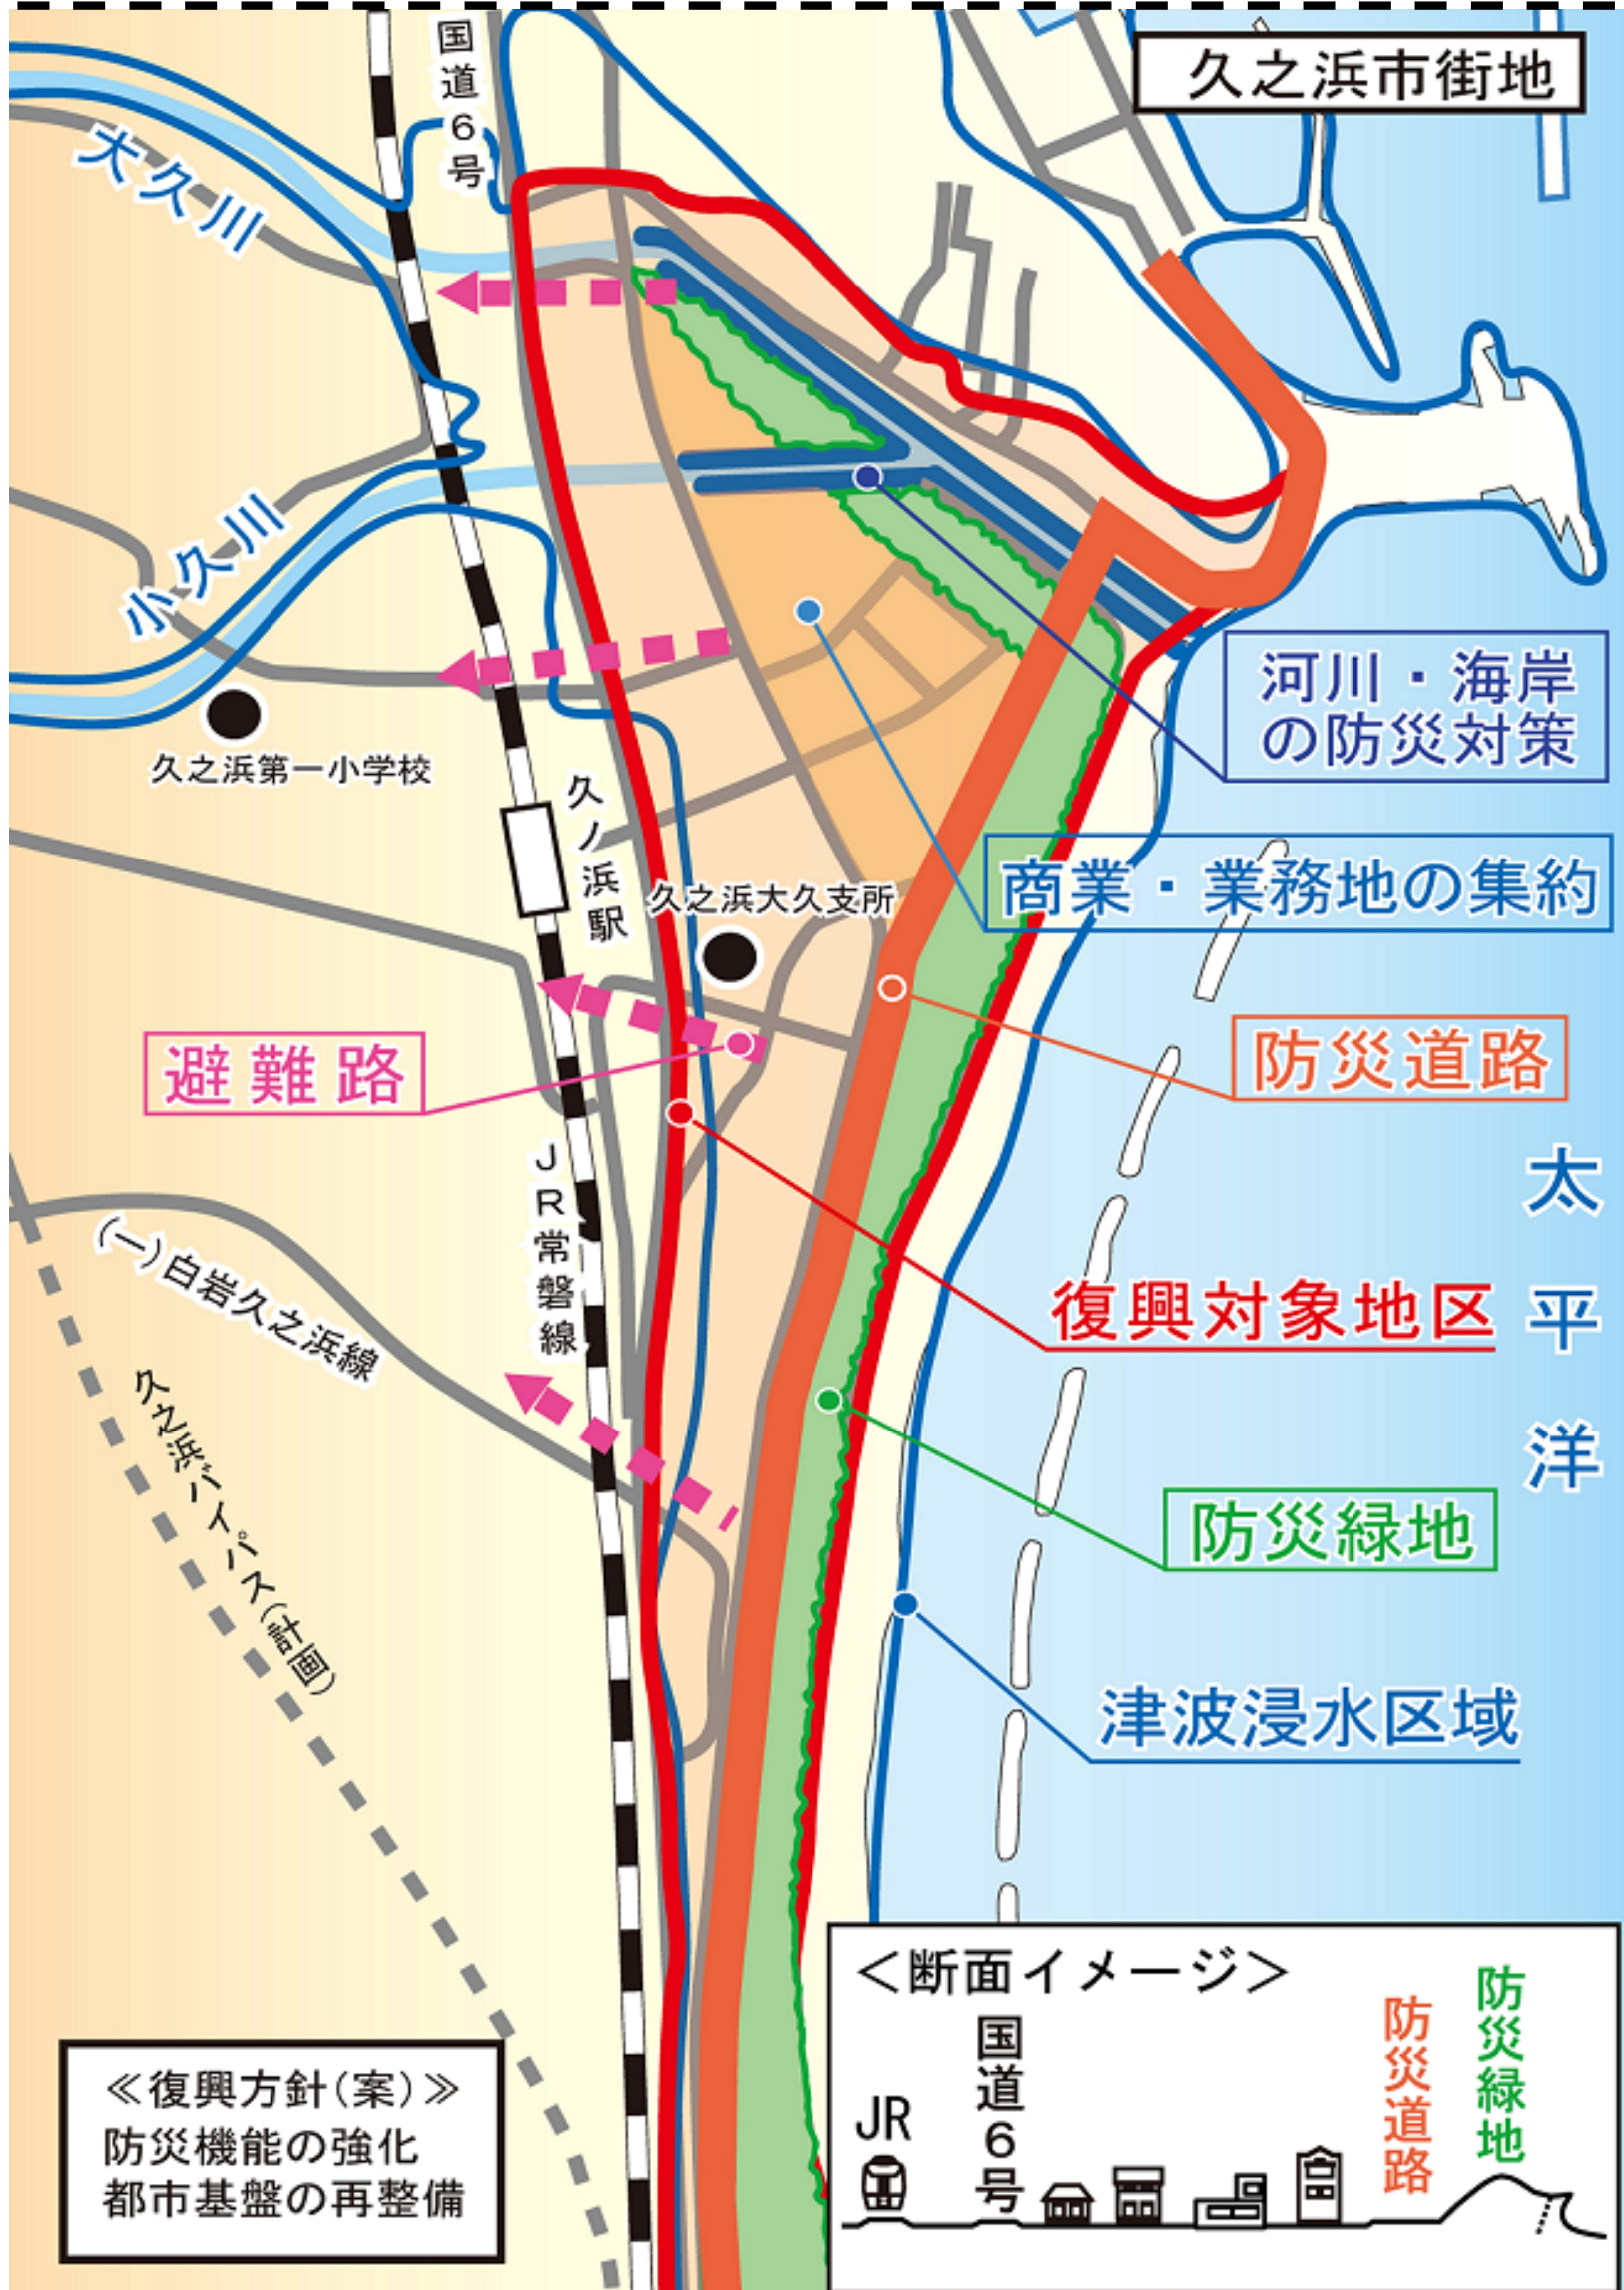 久之浜市街地
国道6号
大久川
小久川
久之浜第一小学校
久ノ浜駅
久之浜大久支所
河川・海岸
の防災対策
商業・業務地の集約
避難路
防災道路
JR常磐線
太平洋
(一)白岩久之浜線
復興対象地区
久之浜バイパス(計画)
防災緑地
津波浸水区域
≪復興方針(案)≫
防災機能の強化
都市基盤の再整備
＜断面イメージ＞
JR
国道6号
防災道路
防災緑地